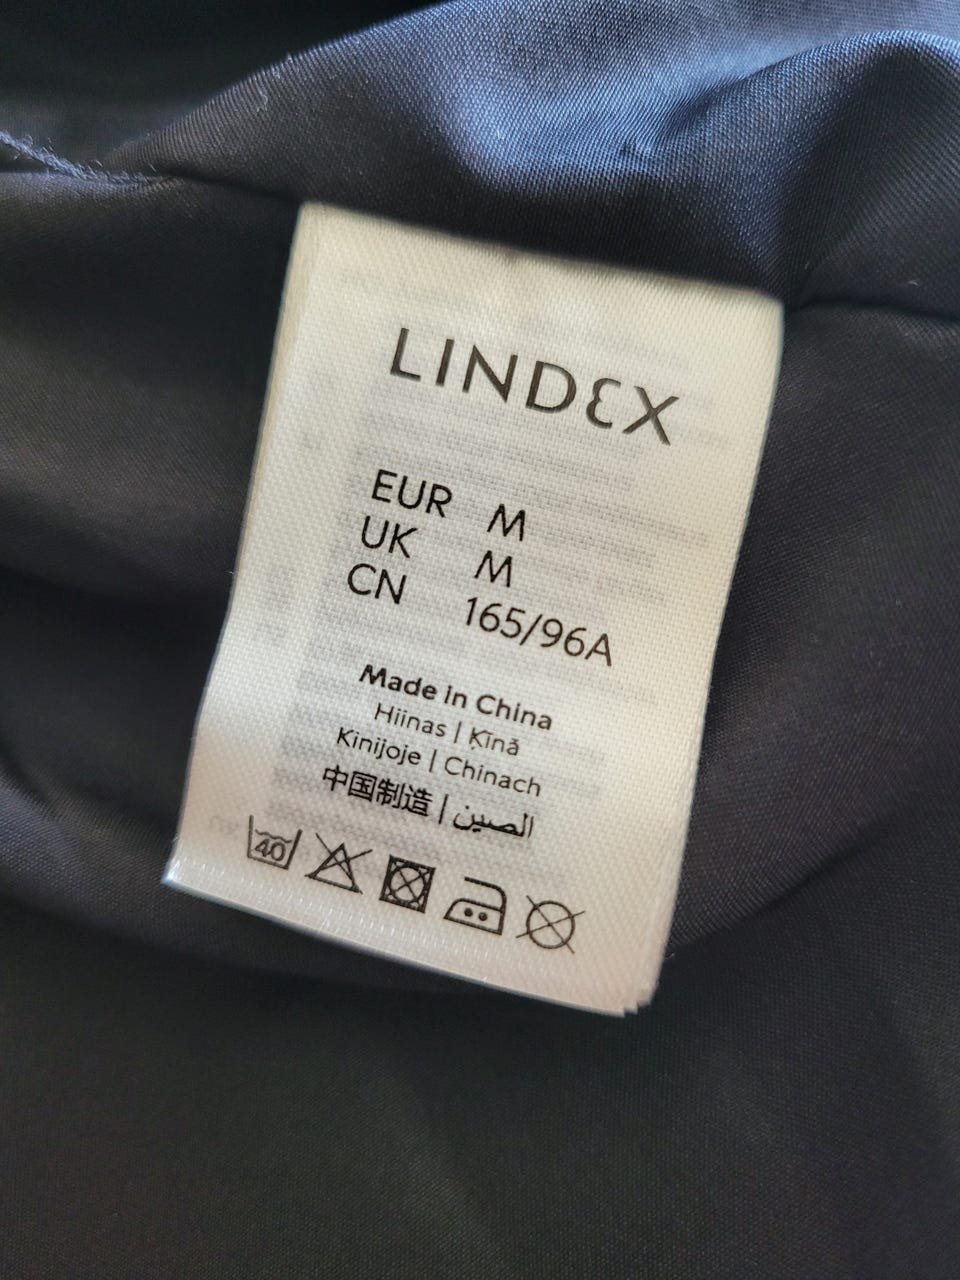 LINDEX
EUR M
UK M
CN 165/96A
Made in China
Hiinas | Ķīnā
Kinijoje | Chinach
中国制造 | الصين
40